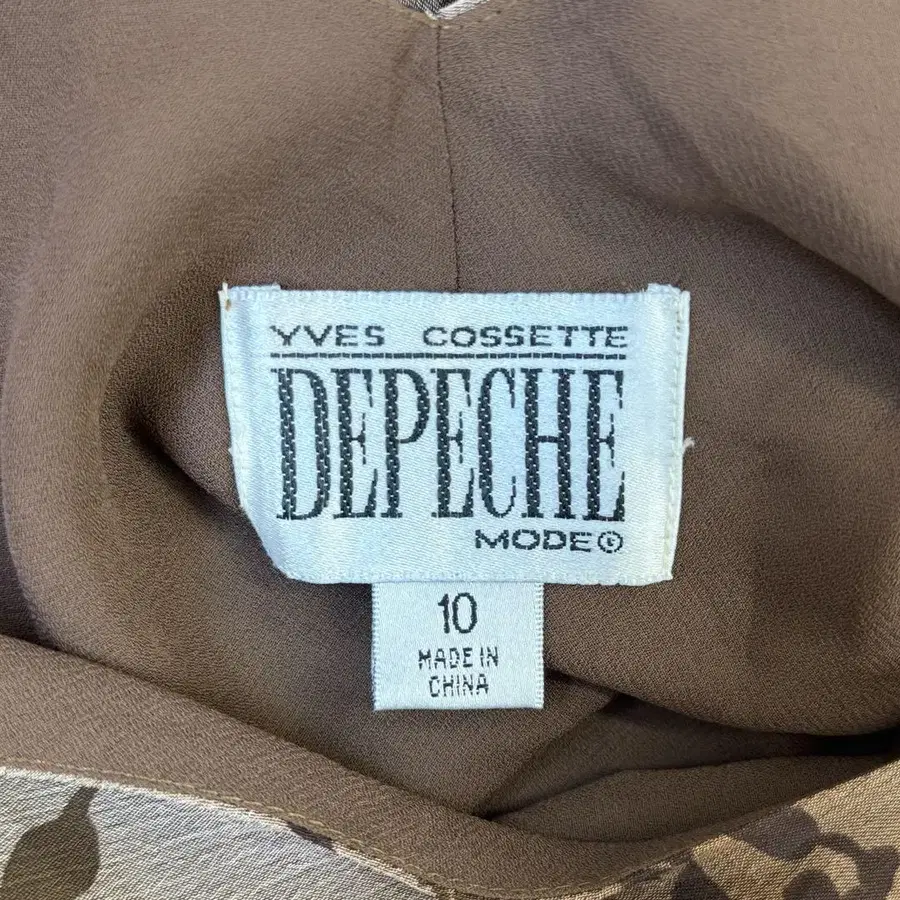 YVES COSSETTE
DEPECHE
MODE©
10
MADE IN
CHINA